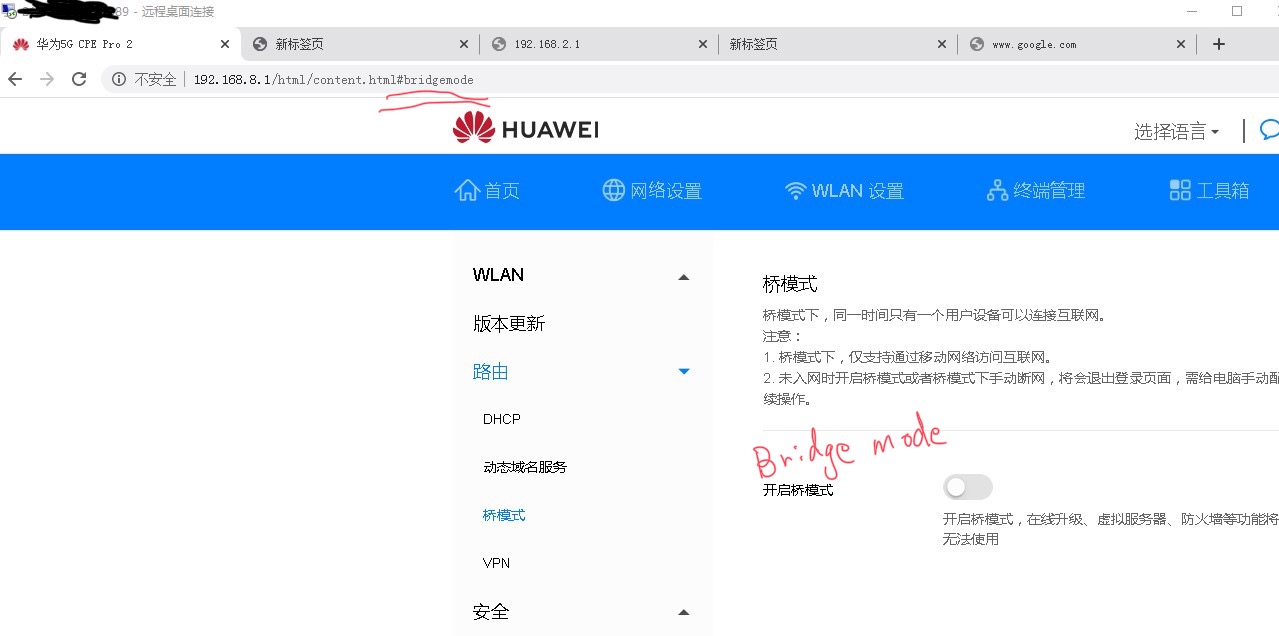 89 - 远程桌面连接
华为5G CPE Pro 2
新标签页
192.168.2.1
新标签页
www.google.com
不安全
192.168.8.1/html/content.html#bridgemode
HUAWEI
选择语言
首页
网络设置
WLAN 设置
终端管理
工具箱
WLAN
版本更新
路由
DHCP
动态域名服务
桥模式
VPN
安全
桥模式
桥模式下，同一时间只有一个用户设备可以连接互联网。
注意：
1. 桥模式下，仅支持通过移动网络访问互联网。
2. 未入网时开启桥模式或者桥模式下手动断网，将会退出登录页面，需给电脑手动配
续操作。
Bridge mode
开启桥模式
开启桥模式，在线升级、虚拟服务器、防火墙等功能将
无法使用